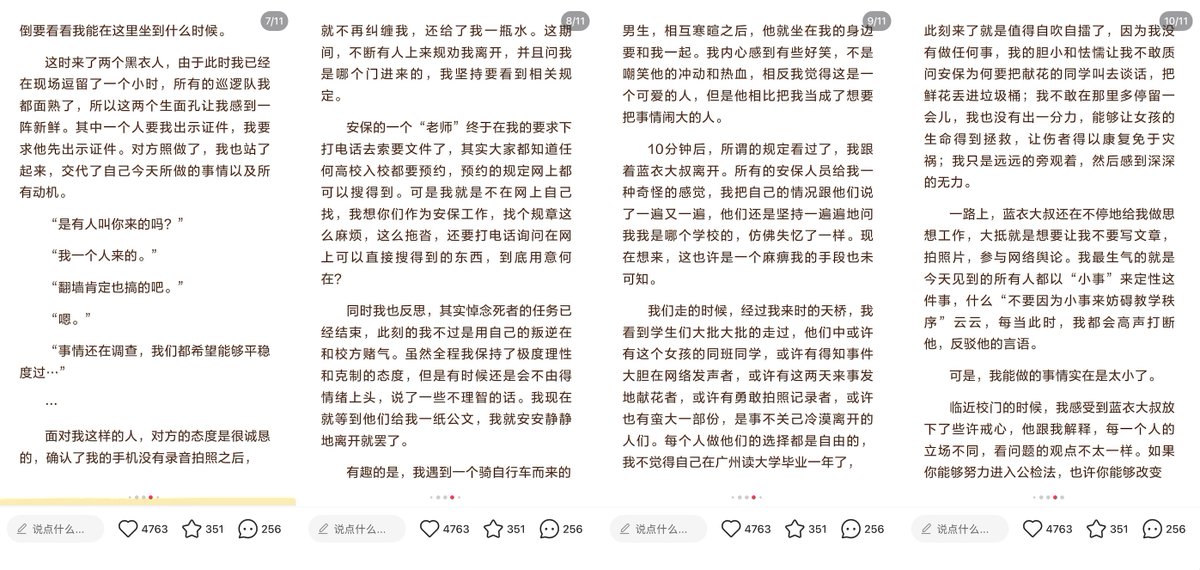 7/11
倒要看看我能在这里坐到什么时候。
这时来了两个黑衣人，由于此时我已经
在现场逗留了一个小时，所有的巡逻队我
都面熟了，所以这两个生面孔让我感到一
阵新鲜。其中一个人要我出示证件，我要
求他先出示证件。对方照做了，我也站了
起来，交代了自己今天所做的事情以及所
有动机。
“是有人叫你来的吗？”
“我一个人来的。”
“翻墙肯定也搞的吧。”
“嗯。”
“事情还在调查，我们都希望能够平稳
度过…”
…
面对我这样的人，对方的态度是很诚恳
的，确认了我的手机没有录音拍照之后，
说点什么...
4763
351
256
8/11
就不再纠缠我，还给了我一瓶水。这期
间，不断有人上来规劝我离开，并且问我
是哪个门进来的，我坚持要看到相关规
定。
安保的一个“老师”终于在我的要求下
打电话去索要文件了，其实大家都知道任
何高校入校都要预约，预约的规定网上都
可以搜得到。可是我就是不在网上自己
找，我想你们作为安保工作，找个规章这
么麻烦，这么拖沓，还要打电话询问在网
上可以直接搜得到的东西，到底用意何
在？
同时我也反思，其实悼念死者的任务已
经结束，此刻的我不过是用自己的叛逆在
和校方赌气。虽然全程我保持了极度理性
和克制的态度，但是有时候还是会不由得
情绪上头，说了一些不理智的话。我现在
就等到他们给我一纸公文，我就安安静静
地离开就罢了。
有趣的是，我遇到一个骑自行车而来的
说点什么...
4763
351
256
9/11
男生，相互寒暄之后，他就坐在我的身边
要和我一起。我内心感到有些好笑，不是
嘲笑他的冲动和热血，相反我觉得这是一
个可爱的人，但是他相比把我当成了想要
把事情闹大的人。
10分钟后，所谓的规定看过了，我跟
着蓝衣大叔离开。所有的安保人员给我一
种奇怪的感觉，我把自己的情况跟他们说
了一遍又一遍，他们还是坚持一遍遍地问
我我是哪个学校的，仿佛失忆了一样。现
在想来，这也许是一个麻痹我的手段也未
可知。
我们走的时候，经过我来时的天桥，我
看到学生们大批大批的走过，他们中或许
有这个女孩的同班同学，或许有得知事件
大胆在网络发声者，或许有这两天来事发
地献花者，或许有勇敢拍照记录者，或许
也有蛮大一部份，是事不关己冷漠离开的
人们。每个人做他们的选择都是自由的，
我不觉得自己在广州读大学毕业一年了，
说点什么...
4763
351
256
10/11
此刻来了就是值得自吹自擂了，因为我没
有做任何事，我的胆小和怯懦让我不敢质
问安保为何要把献花的同学叫去谈话，把
鲜花丢进垃圾桶；我不敢在那里多停留一
会儿，我也没有出一分力，能够让女孩的
生命得到拯救，让伤者得以康复免于灾
祸；我只是远远的旁观着，然后感到深深
的无力。
一路上，蓝衣大叔还在不停地给我做思
想工作，大抵就是想要让我不要写文章，
拍照片，参与网络舆论。我最生气的就是
今天见到的所有人都以“小事”来定性这
件事，什么“不要因为小事来妨碍教学秩
序”云云，每当此时，我都会高声打断
他，反驳他的言语。
可是，我能做的事情实在是太小了。
临近校门的时候，我感受到蓝衣大叔放
下了些许戒心，他跟我解释，每一个人的
立场不同，看问题的观点不太一样。如果
你能够努力进入公检法，也许你能够改变
说点什么...
4763
351
256